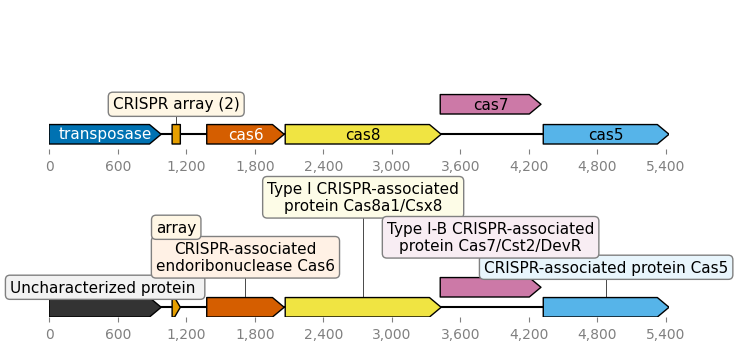 cas7
CRISPR array (2)
transposase
cas6
cas8
cas5
0 600 1,200 1,800 2,400 3,000 3,600 4,200 4,800 5,400
Type I CRISPR-associated
protein Cas8a1/Csx8
array
Type I-B CRISPR-associated
protein Cas7/Cst2/DevR
CRISPR-associated
endoribonuclease Cas6
CRISPR-associated protein Cas5
Uncharacterized protein
0 600 1,200 1,800 2,400 3,000 3,600 4,200 4,800 5,400